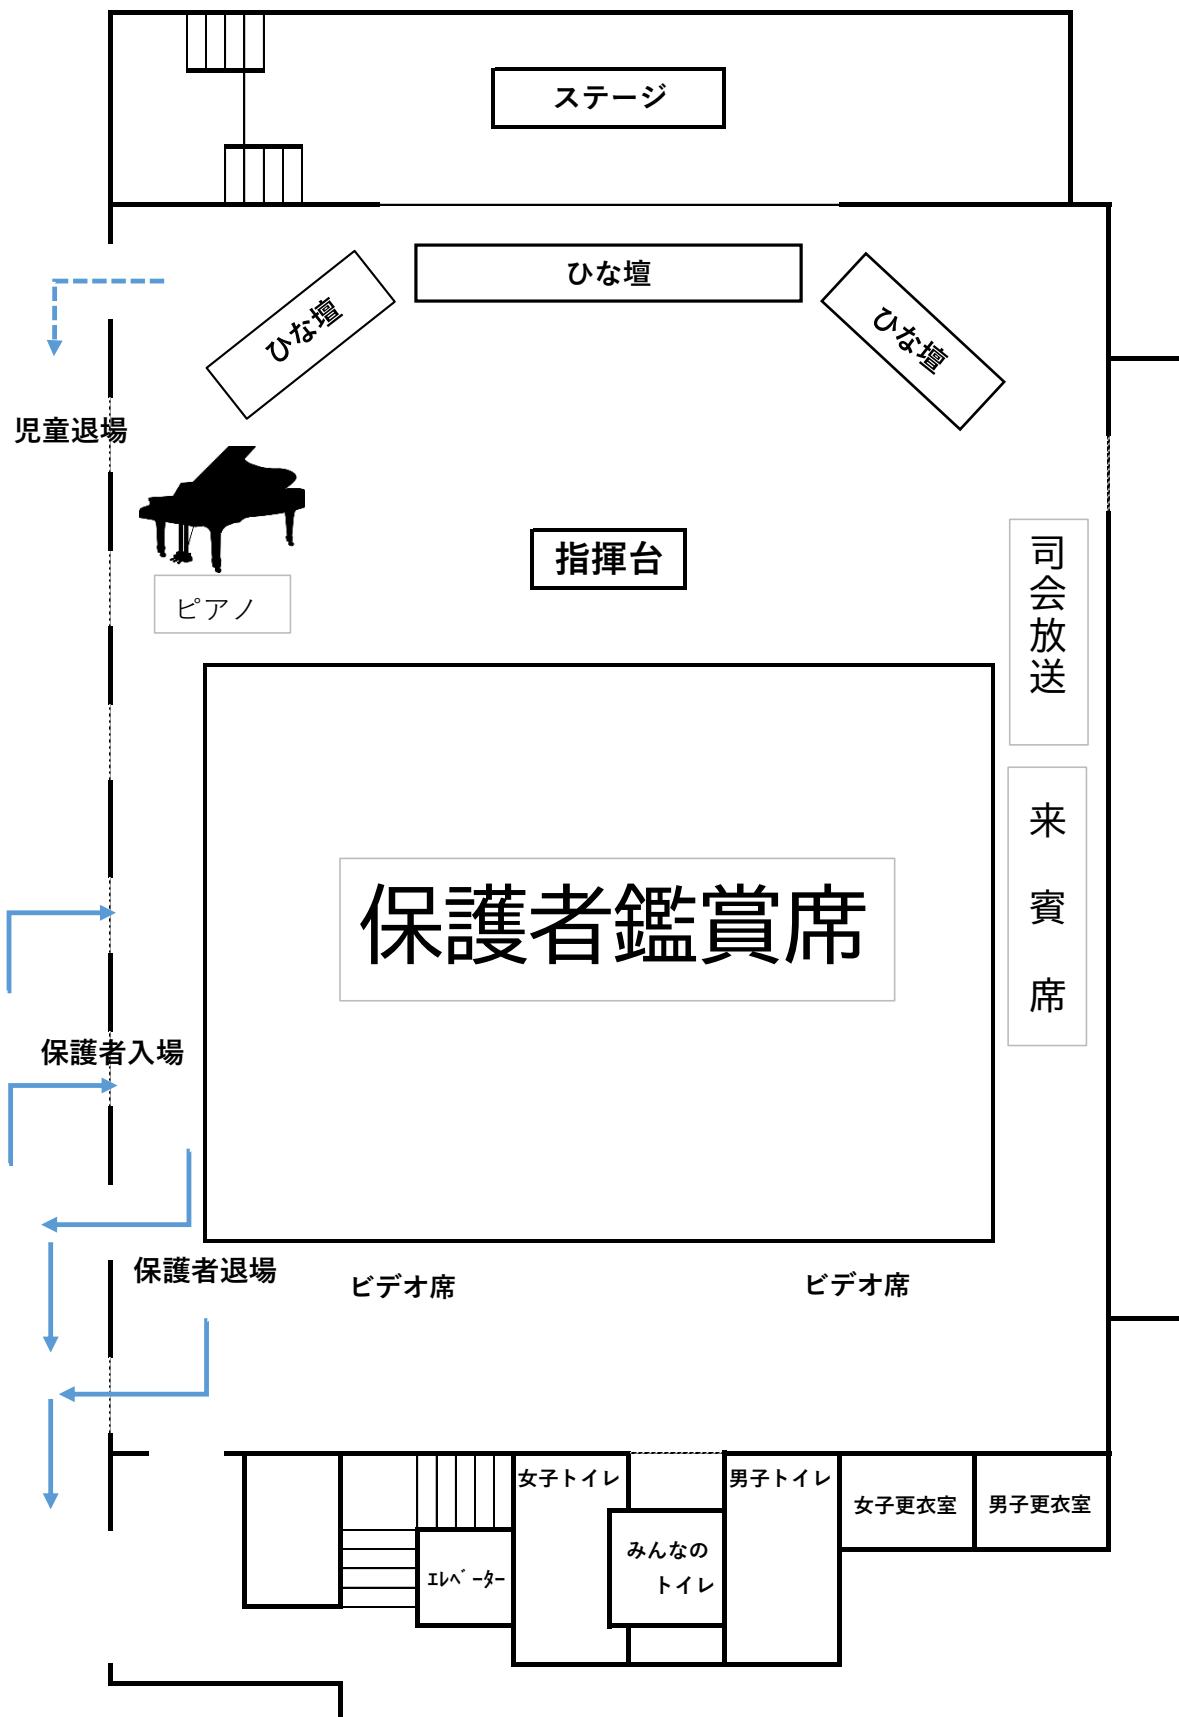 ステージ
ひな壇
ひな壇
ひな壇
児童退場
指揮台
司会放送
ピアノ
来賓席
保護者鑑賞席
保護者入場
保護者退場
ビデオ席
ビデオ席
女子トイレ
男子トイレ
女子更衣室
男子更衣室
みんなの
トイレ
ｴﾚﾍﾞｰﾀｰ